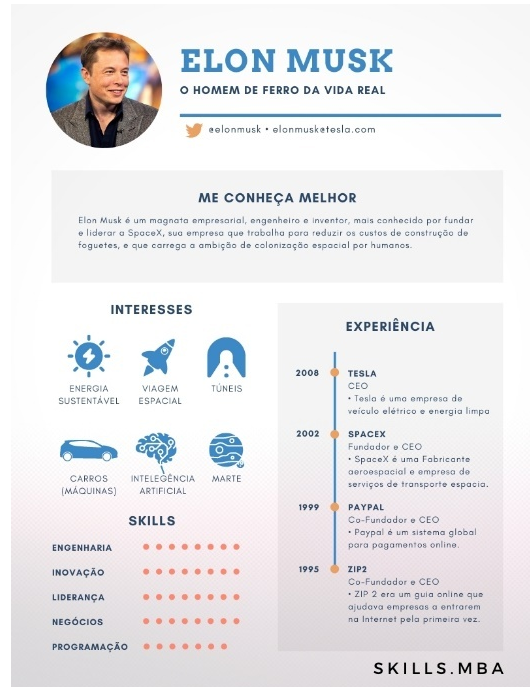 ELON MUSK
O HOMEM DE FERRO DA VIDA REAL
@elonmusk • elonmusk@tesla.com
ME CONHEÇA MELHOR
Elon Musk é um magnata empresarial, engenheiro e inventor, mais conhecido por fundar
e liderar a SpaceX, sua empresa que trabalha para reduzir os custos de construção de
foguetes, e que carrega a ambição de colonização espacial por humanos.
INTERESSES
ENERGIA
SUSTENTÁVEL
VIAGEM
ESPACIAL
TÚNEIS
CARROS
(MÁQUINAS)
INTELEGÊNCIA
ARTIFICIAL
MARTE
SKILLS
ENGENHARIA
INOVAÇÃO
LIDERANÇA
NEGÓCIOS
PROGRAMAÇÃO
EXPERIÊNCIA
2008 TESLA
CEO
• Tesla é uma empresa de
veículo elétrico e energia limpa
2002 SPACEX
Fundador e CEO
• SpaceX é uma Fabricante
aeroespacial e empresa de
serviços de transporte espacia.
1999 PAYPAL
Co-Fundador e CEO
• Paypal é um sistema global
para pagamentos online.
1995 ZIP2
Co-Fundador e CEO
• ZIP 2 era um guia online que
ajudava empresas a entrarem
na Internet pela primeira vez.
SKILLS.MBA